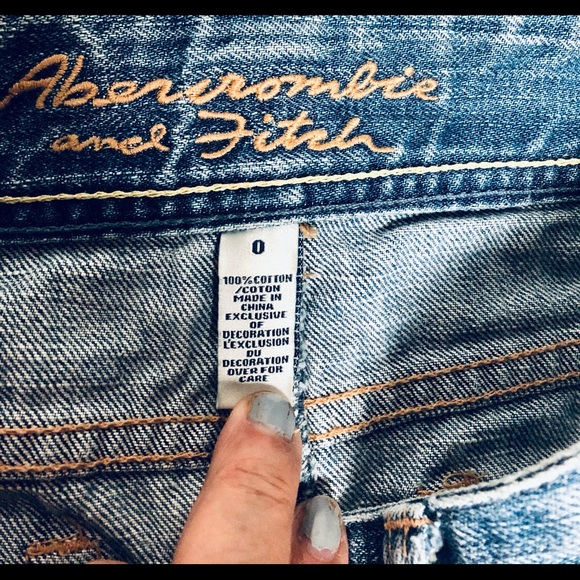 Abercrombie
and Fitch
0
100% COTTON
/COTON
MADE IN
CHINA
EXCLUSIVE
OF
DECORATION
L'EXCLUSION
DU
DECORATION
OVER FOR
CARE